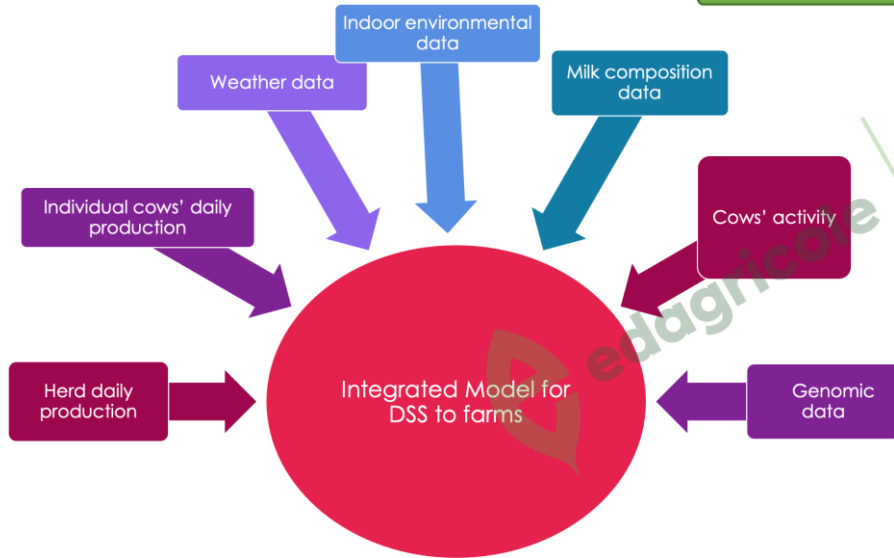 Indoor environmental
data
Weather data
Milk composition
data
Individual cows' daily
production
Cows' activity
Herd daily
production
Integrated Model for
DSS to farms
Genomic
data
edagricole